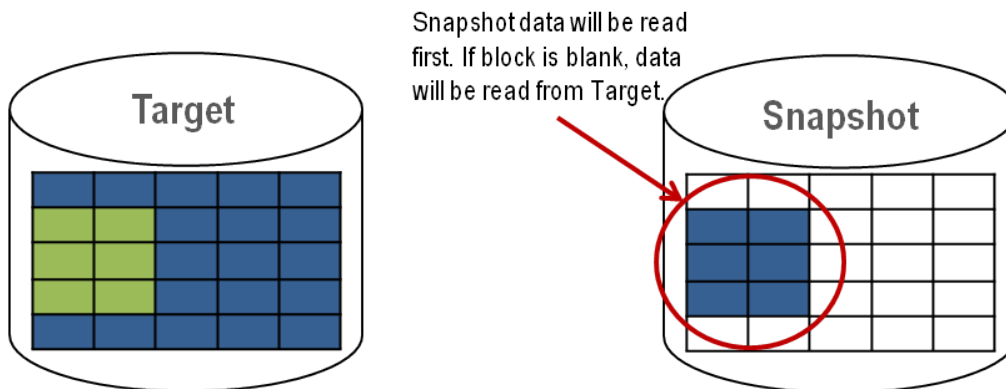 Snapshot data will be read
first. If block is blank, data
will be read from Target.
Target
Snapshot